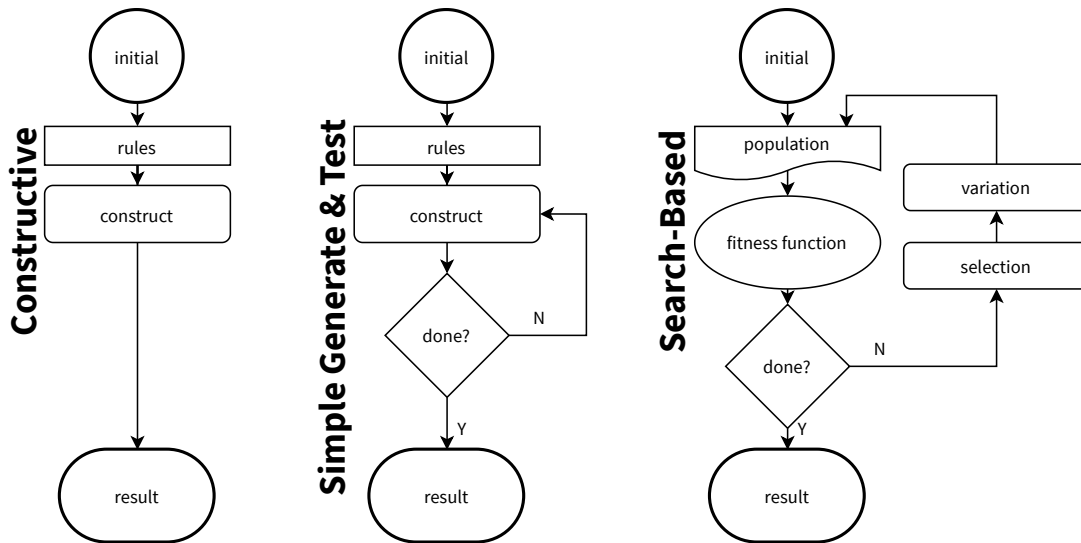 Constructive
initial
rules
construct
result
Simple Generate & Test
initial
rules
construct
done?
N
Y
result
Search-Based
initial
population
fitness function
done?
N
Y
selection
variation
result